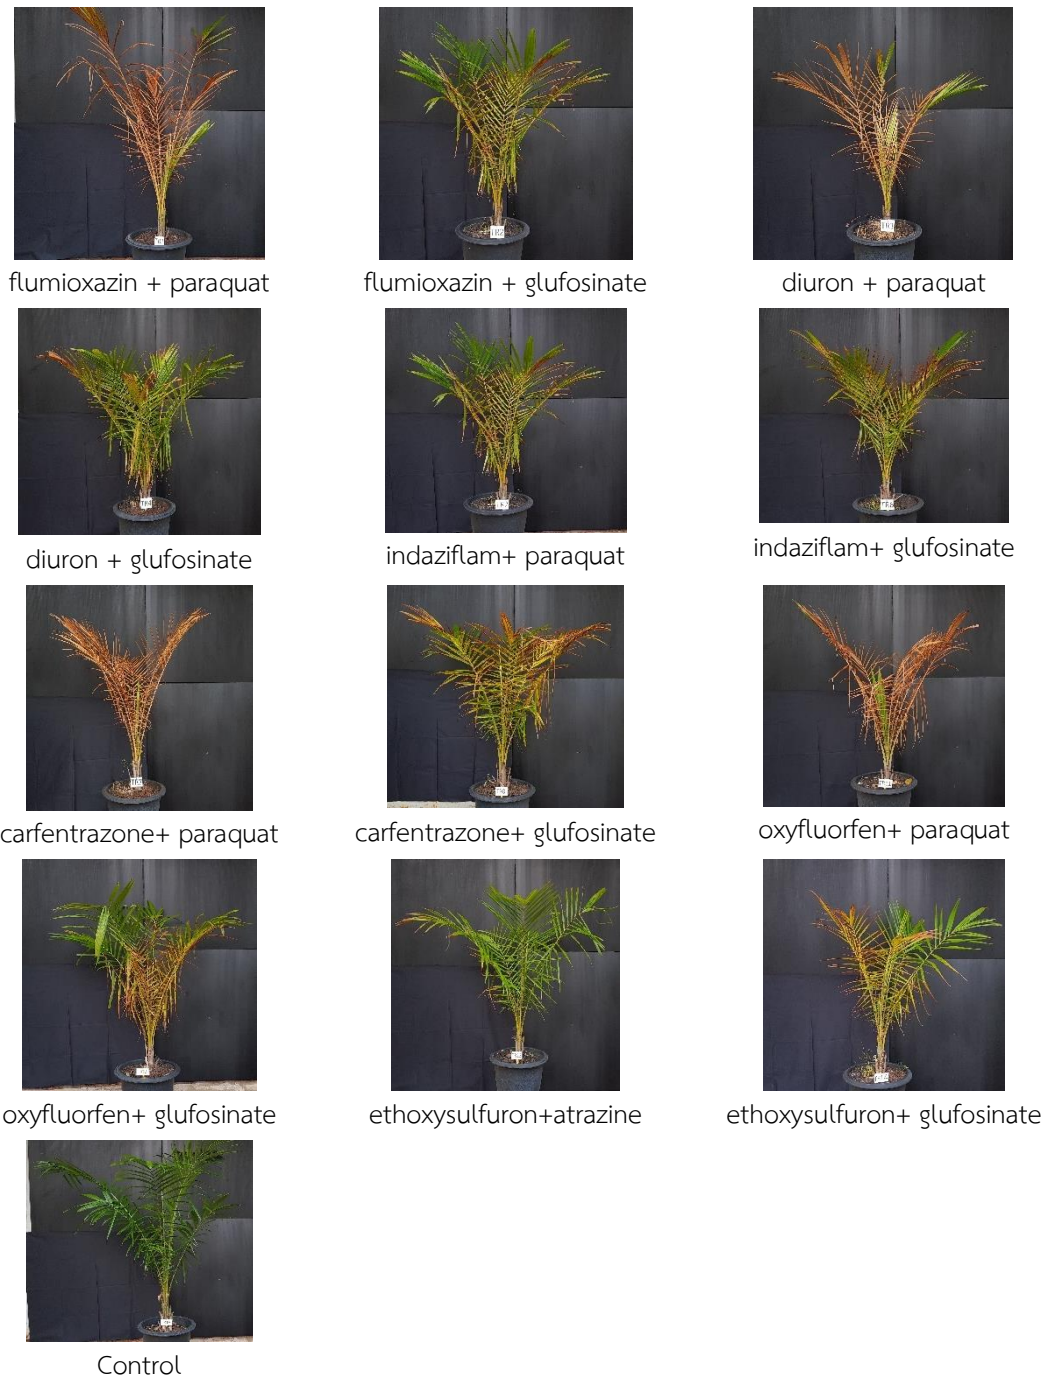 flumioxazin + paraquat
flumioxazin + glufosinate
diuron + paraquat
TR2
diuron + glufosinate
indaziflam+ paraquat
indaziflam+ glufosinate
carfentrazone+ paraquat
carfentrazone+ glufosinate
oxyfluorfen+ paraquat
oxyfluorfen+ glufosinate
ethoxysulfuron+atrazine
ethoxysulfuron+ glufosinate
Control